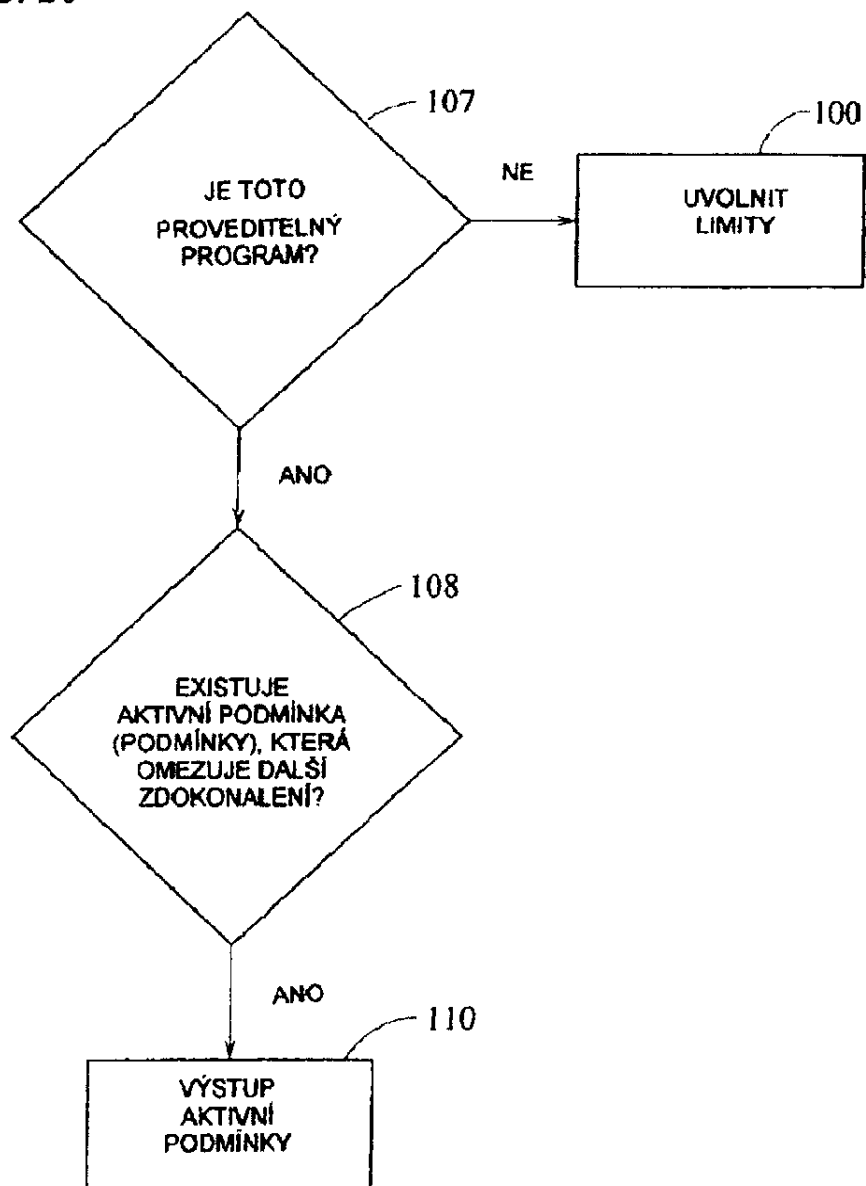 107
100
JE TOTO
PROVEDITELNÝ
PROGRAM?
NE
UVOLNIT
LIMITY
ANO
108
EXISTUJE
AKTIVNÍ PODMÍNKA
(PODMÍNKY), KTERÁ
OMEZUJE DALŠÍ
ZDOKONALENÍ?
ANO
110
VÝSTUP
AKTIVNÍ
PODMÍNKY